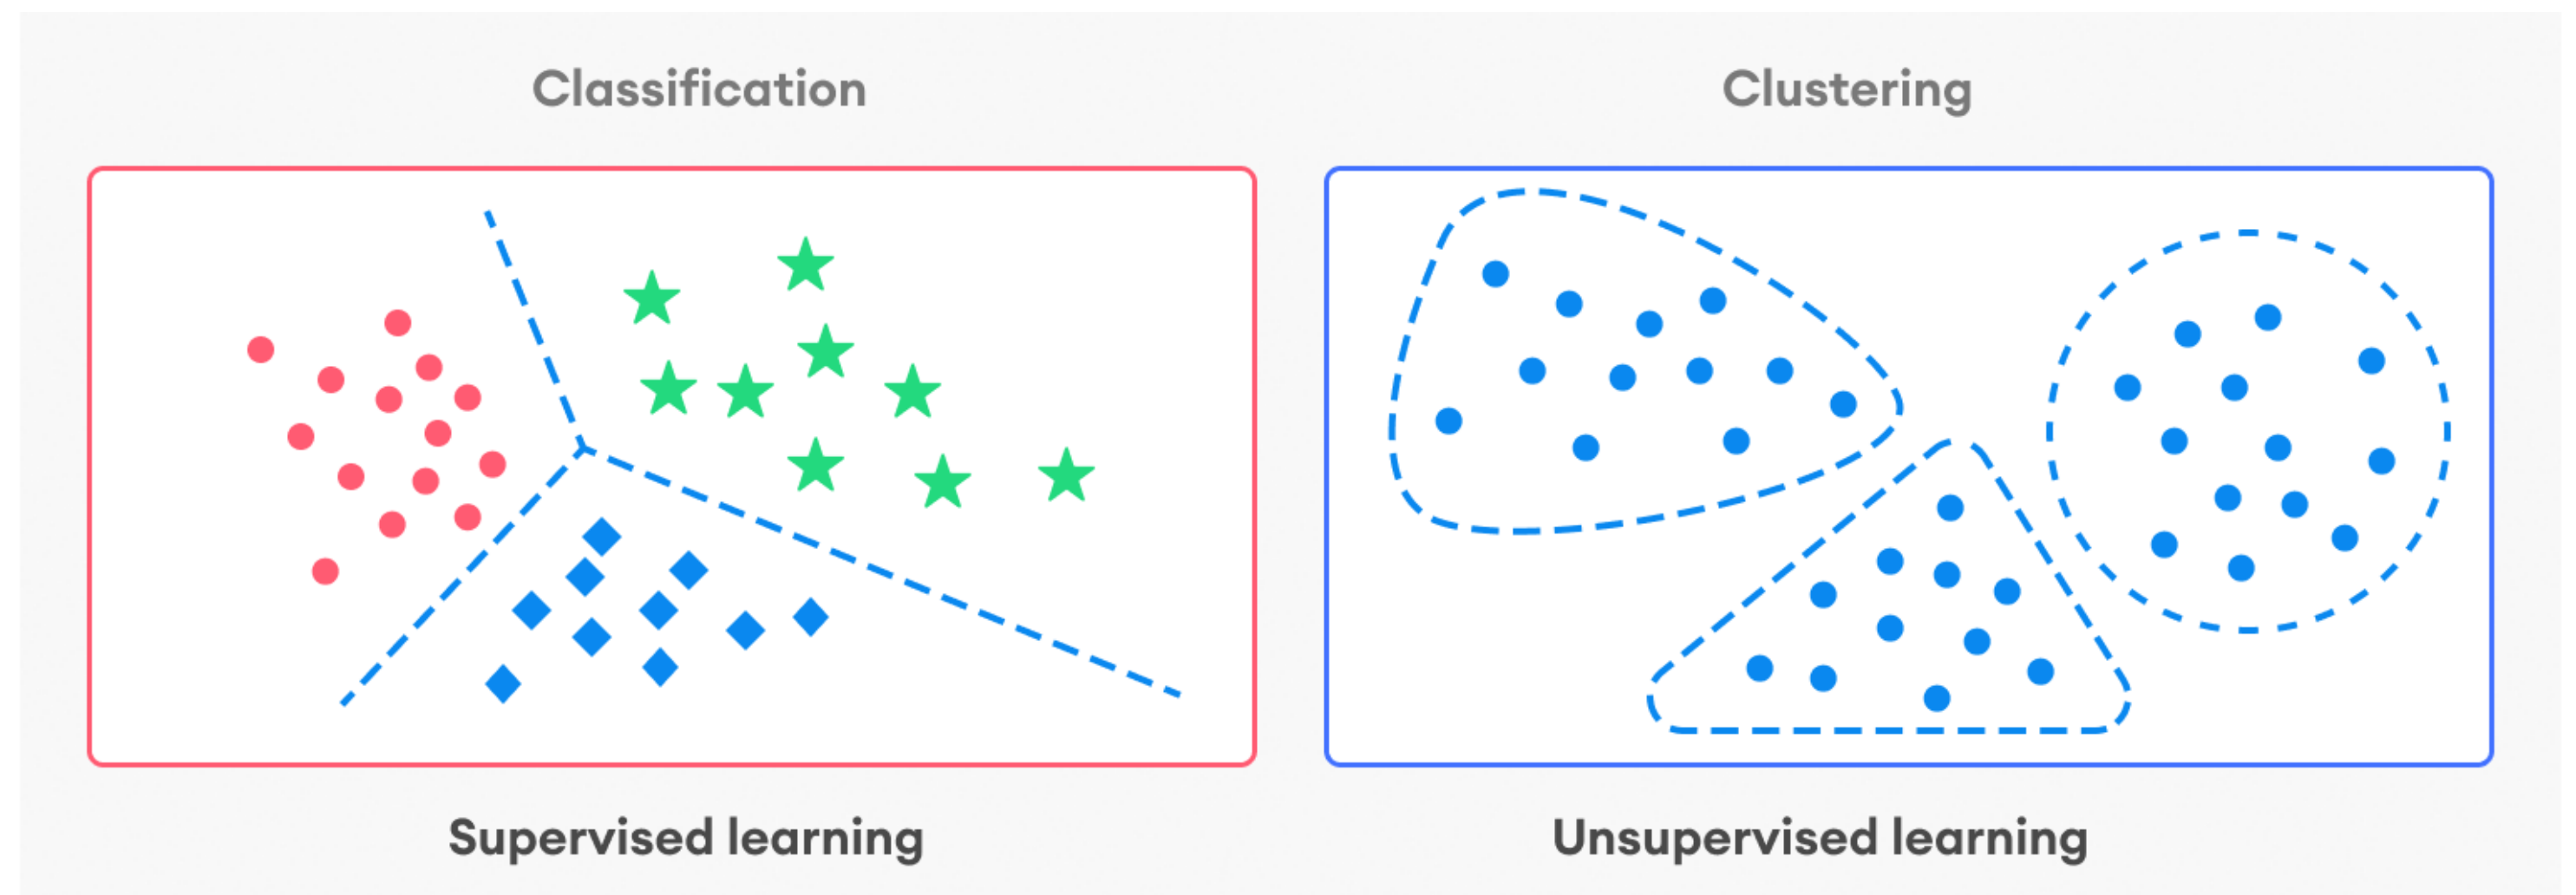 Classification
Clustering
Supervised learning
Unsupervised learning